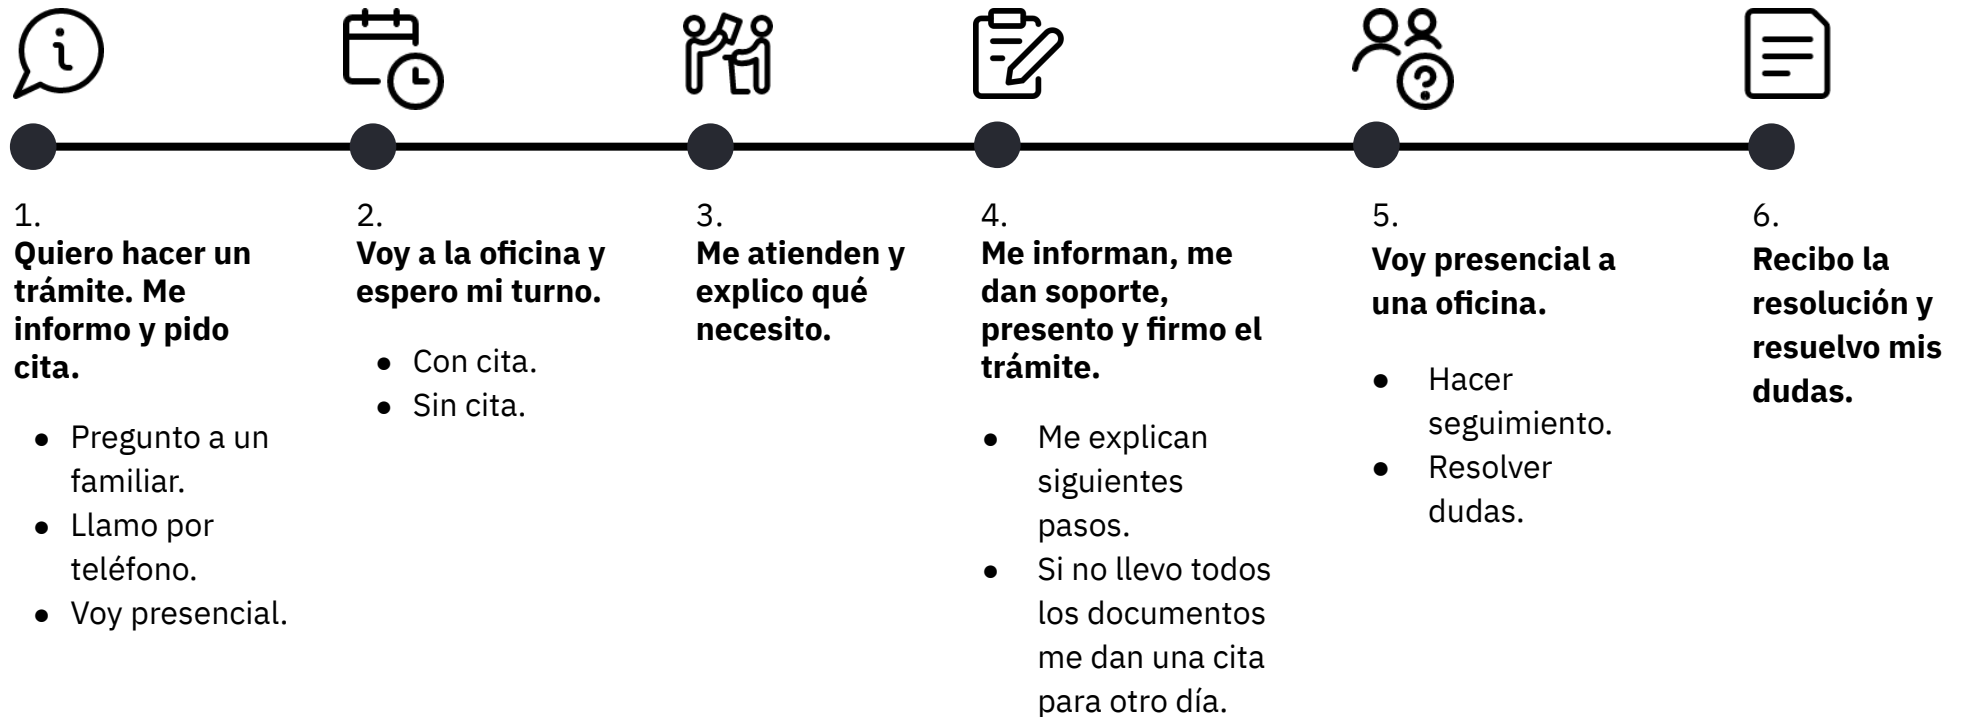 1.
Quiero hacer un
trámite. Me
informo y pido
cita.
● Pregunto a un
familiar.
● Llamo por
teléfono.
● Voy presencial.
2.
Voy a la oficina y
espero mi turno.
● Con cita.
● Sin cita.
3.
Me atienden y
explico qué
necesito.
4.
Me informan, me
dan soporte,
presento y firmo el
trámite.
● Me explican
siguientes
pasos.
● Si no llevo todos
los documentos
me dan una cita
para otro día.
5.
Voy presencial a
una oficina.
● Hacer
seguimiento.
● Resolver
dudas.
6.
Recibo la
resolución y
resuelvo mis
dudas.